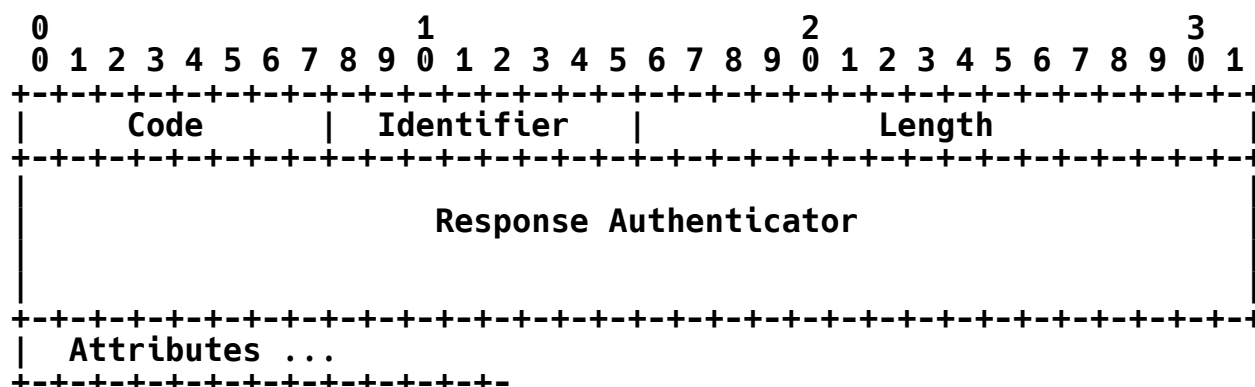 0                   1                   2                   3
 0 1 2 3 4 5 6 7 8 9 0 1 2 3 4 5 6 7 8 9 0 1 2 3 4 5 6 7 8 9 0 1
+-+-+-+-+-+-+-+-+-+-+-+-+-+-+-+-+-+-+-+-+-+-+-+-+-+-+-+-+-+-+-+-+
|     Code      |  Identifier   |            Length             |
+-+-+-+-+-+-+-+-+-+-+-+-+-+-+-+-+-+-+-+-+-+-+-+-+-+-+-+-+-+-+-+-+
|                                                               |
|                     Response Authenticator                    |
|                                                               |
|                                                               |
+-+-+-+-+-+-+-+-+-+-+-+-+-+-+-+-+-+-+-+-+-+-+-+-+-+-+-+-+-+-+-+-+
|  Attributes ...
+-+-+-+-+-+-+-+-+-+-+-+-+-